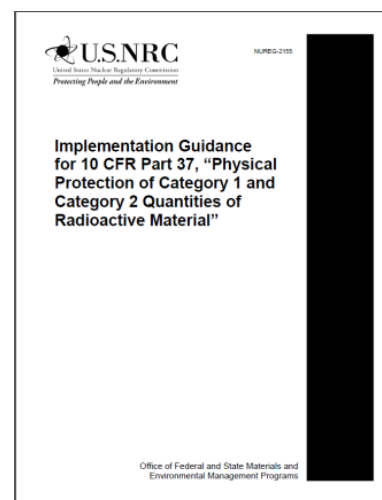 U.S.NRC
NUREG-2155
United States Nuclear Regulatory Commission
Protecting People and the Environment
Implementation Guidance
for 10 CFR Part 37, “Physical
Protection of Category 1 and
Category 2 Quantities of
Radioactive Material”
Office of Federal and State Materials and
Environmental Management Programs